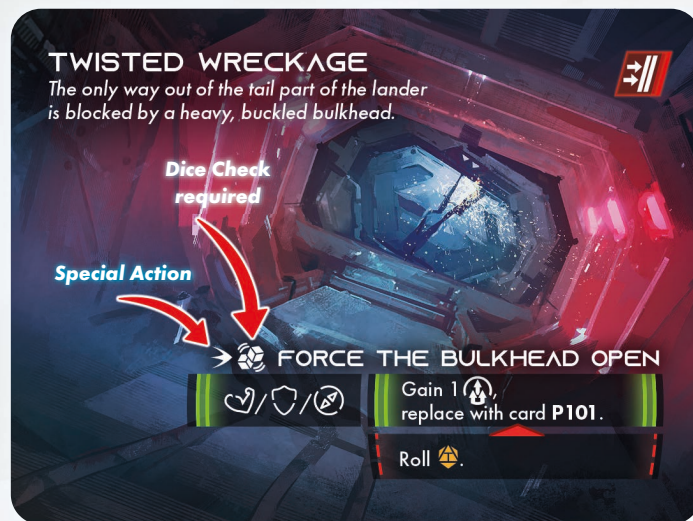 TWISTED WRECKAGE
The only way out of the tail part of the lander
is blocked by a heavy, buckled bulkhead.
Dice Check
required
Special Action
FORCE THE BULKHEAD OPEN
Gain 1 ,
replace with card P101.
Roll .